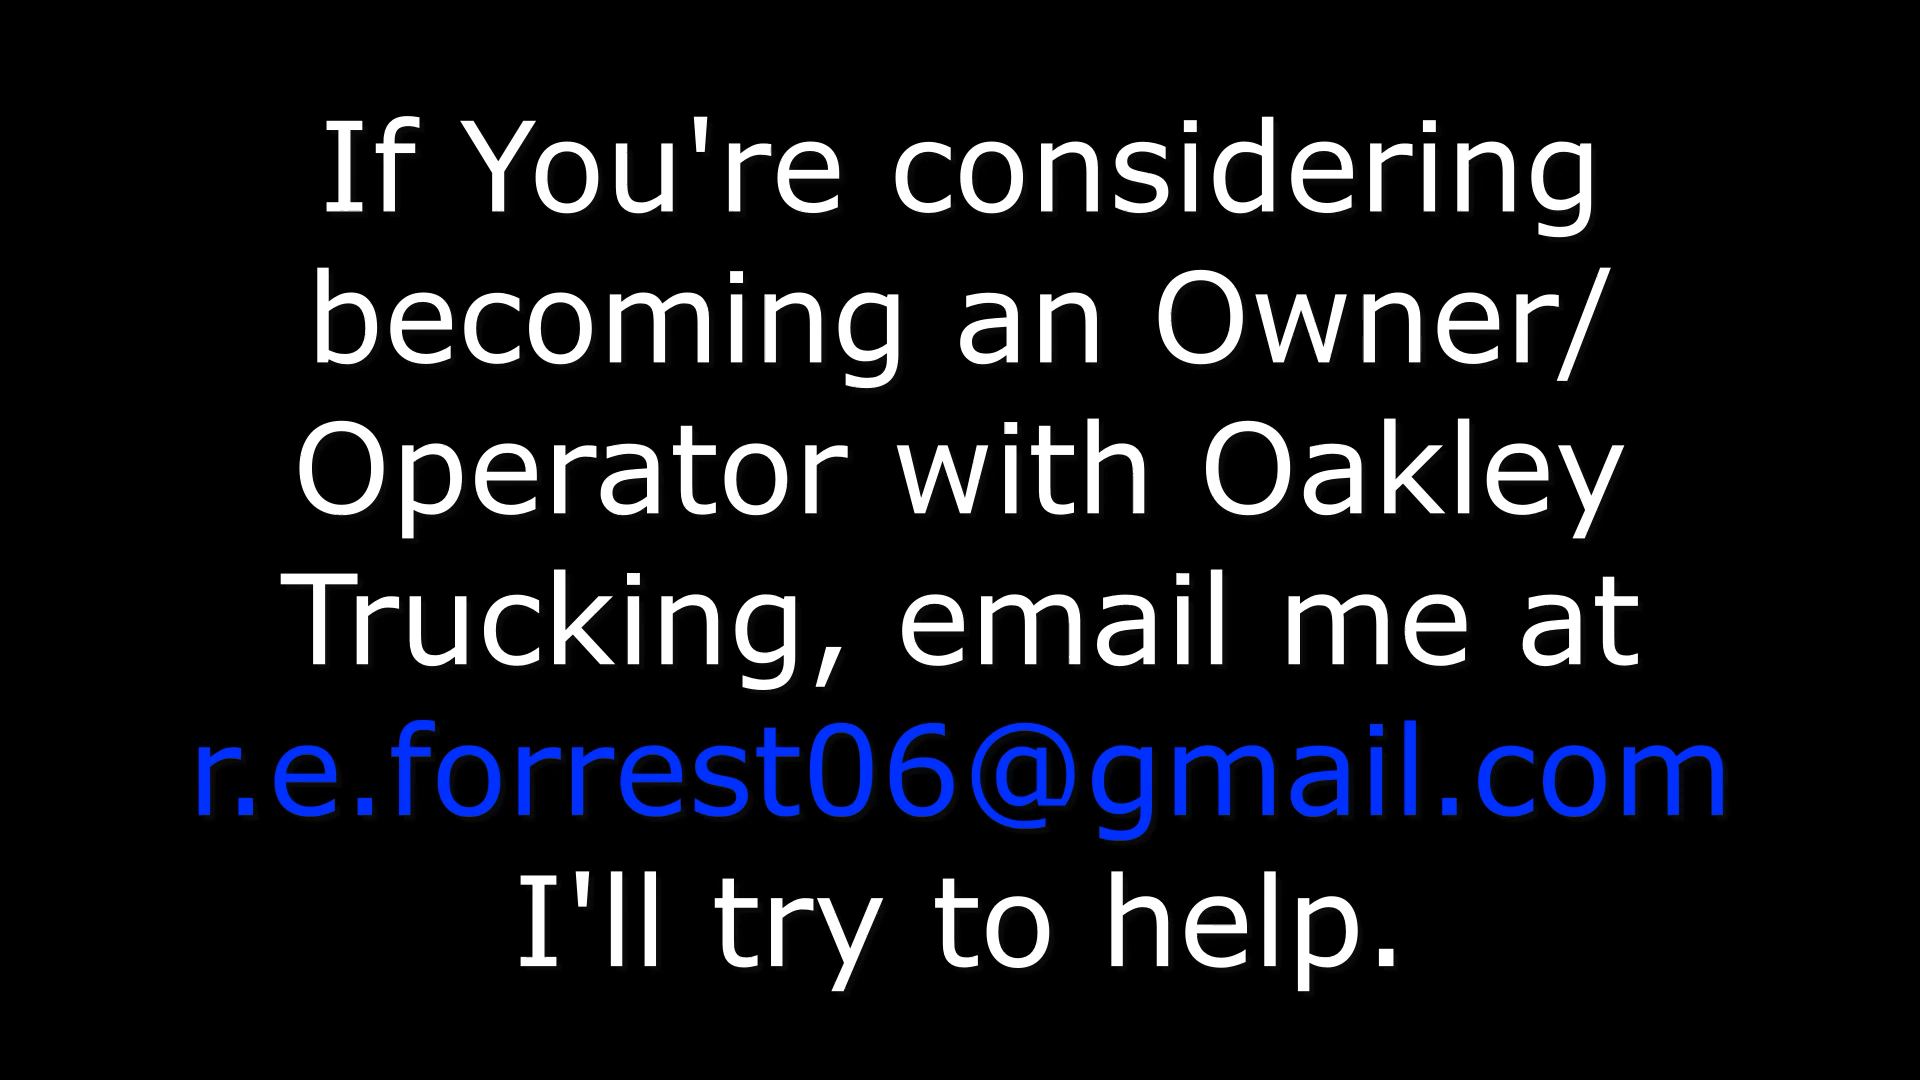 If You're considering
becoming an Owner/
Operator with Oakley
Trucking, email me at
r.e.forrest06@gmail.com
I'll try to help.